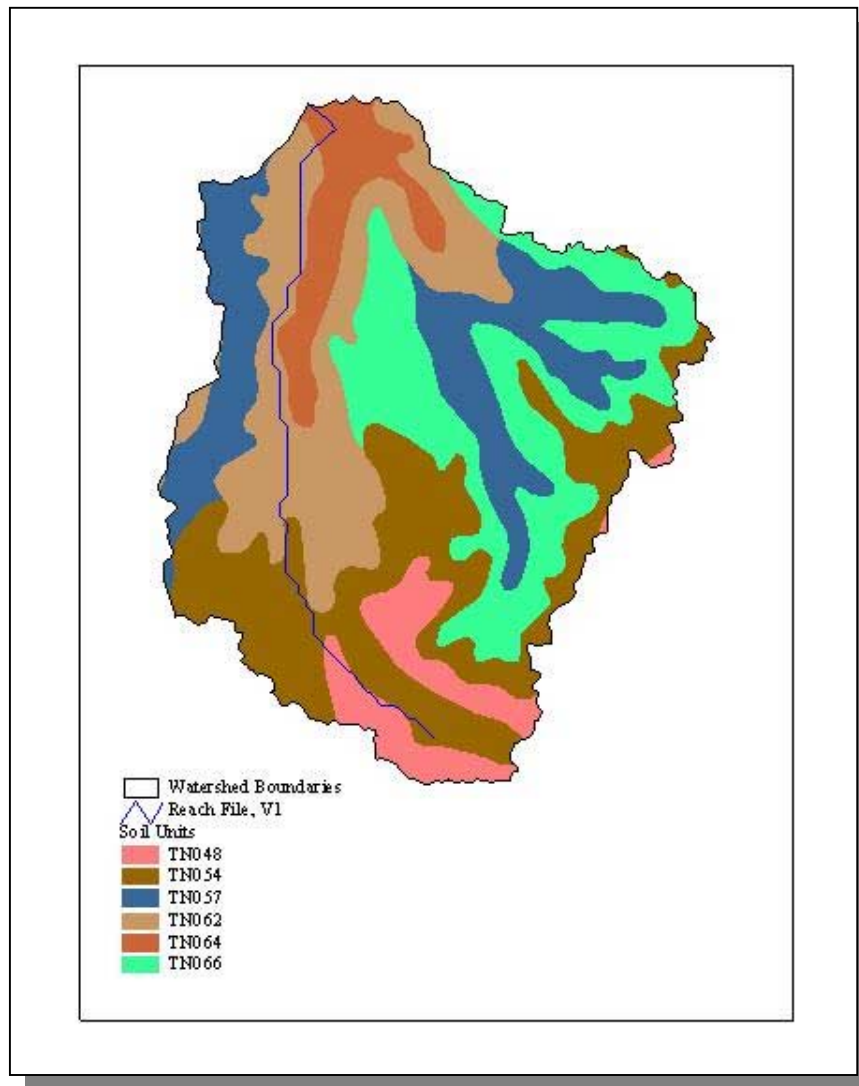 Watershed Boundaries
Reach File, V1
Soil Units
TN048
TN054
TN057
TN062
TN064
TN066